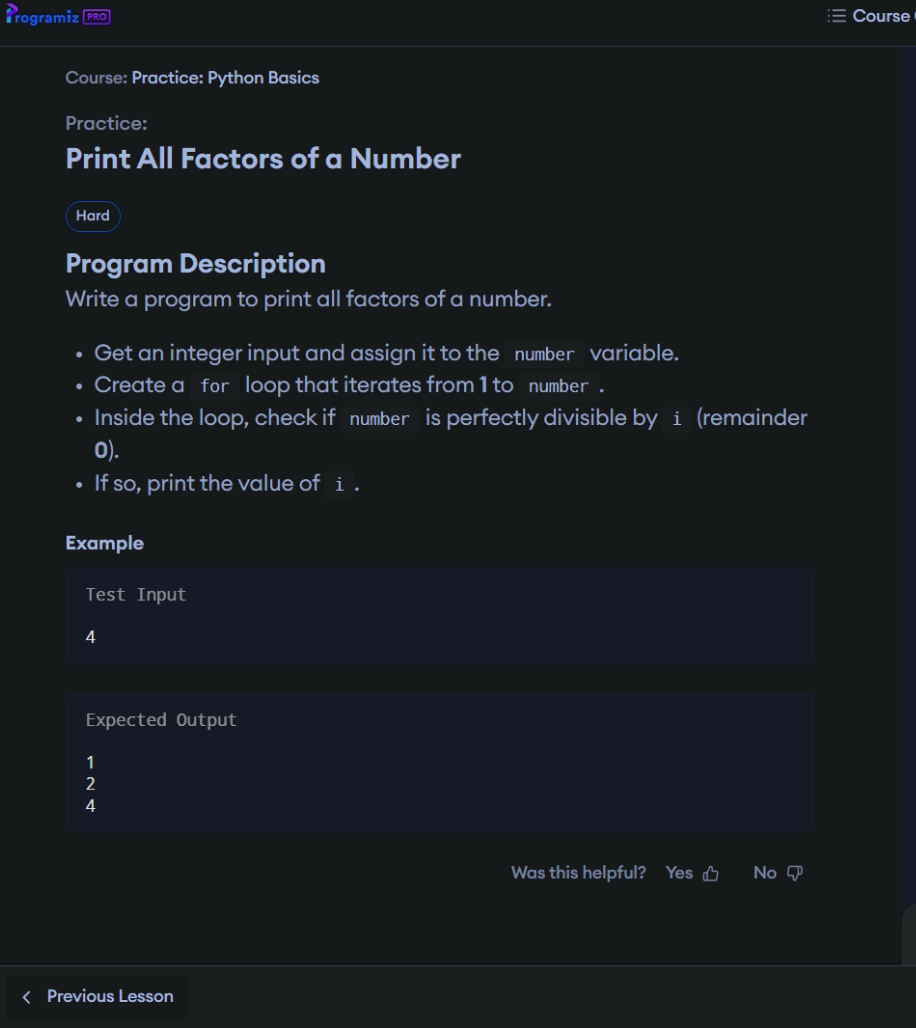 Programiz PRO
Course
Course: Practice: Python Basics
Practice:
Print All Factors of a Number
Hard
Program Description
Write a program to print all factors of a number.
• Get an integer input and assign it to the number variable.
• Create a for loop that iterates from 1 to number.
• Inside the loop, check if number is perfectly divisible by i (remainder
0).
• If so, print the value of i.
Example
Test Input
4
Expected Output
1
2
4
Was this helpful? Yes No
Previous Lesson